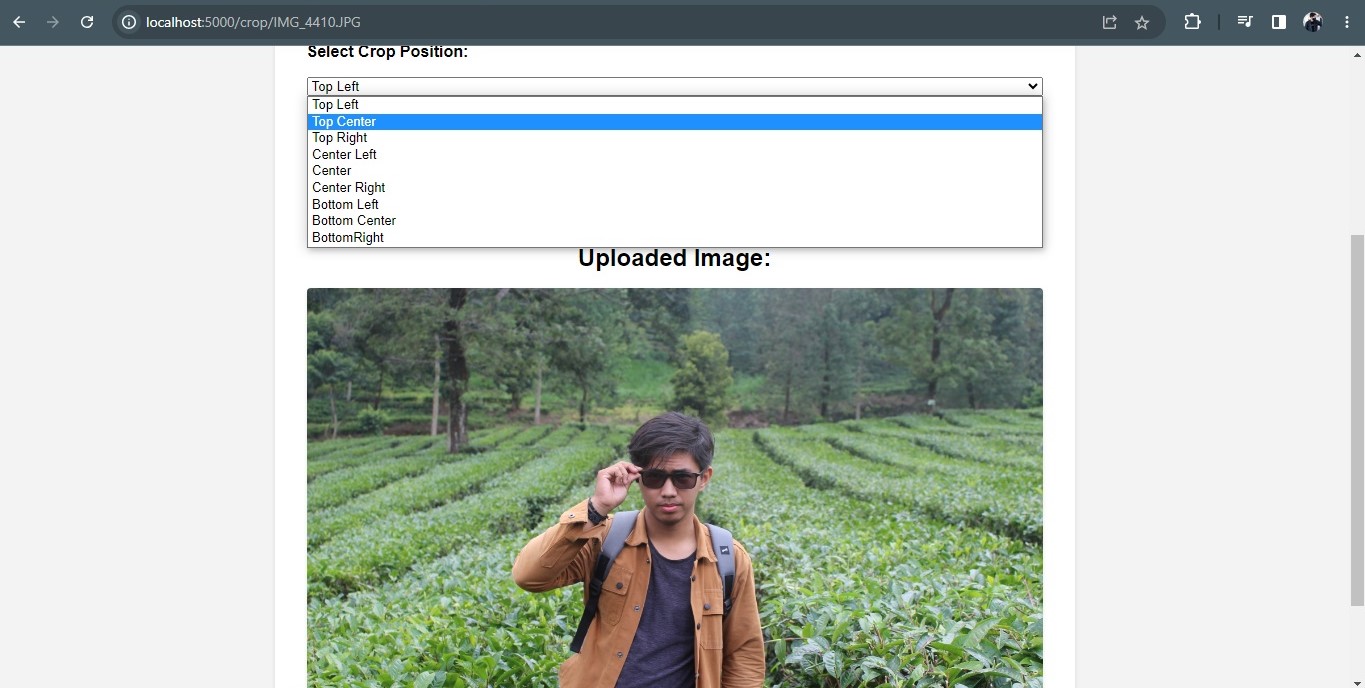 localhost:5000/crop/IMG_4410.JPG
Select Crop Position:
Top Left
Top Left
Top Center
Top Right
Center Left
Center
Center Right
Bottom Left
Bottom Center
BottomRight
Uploaded Image: